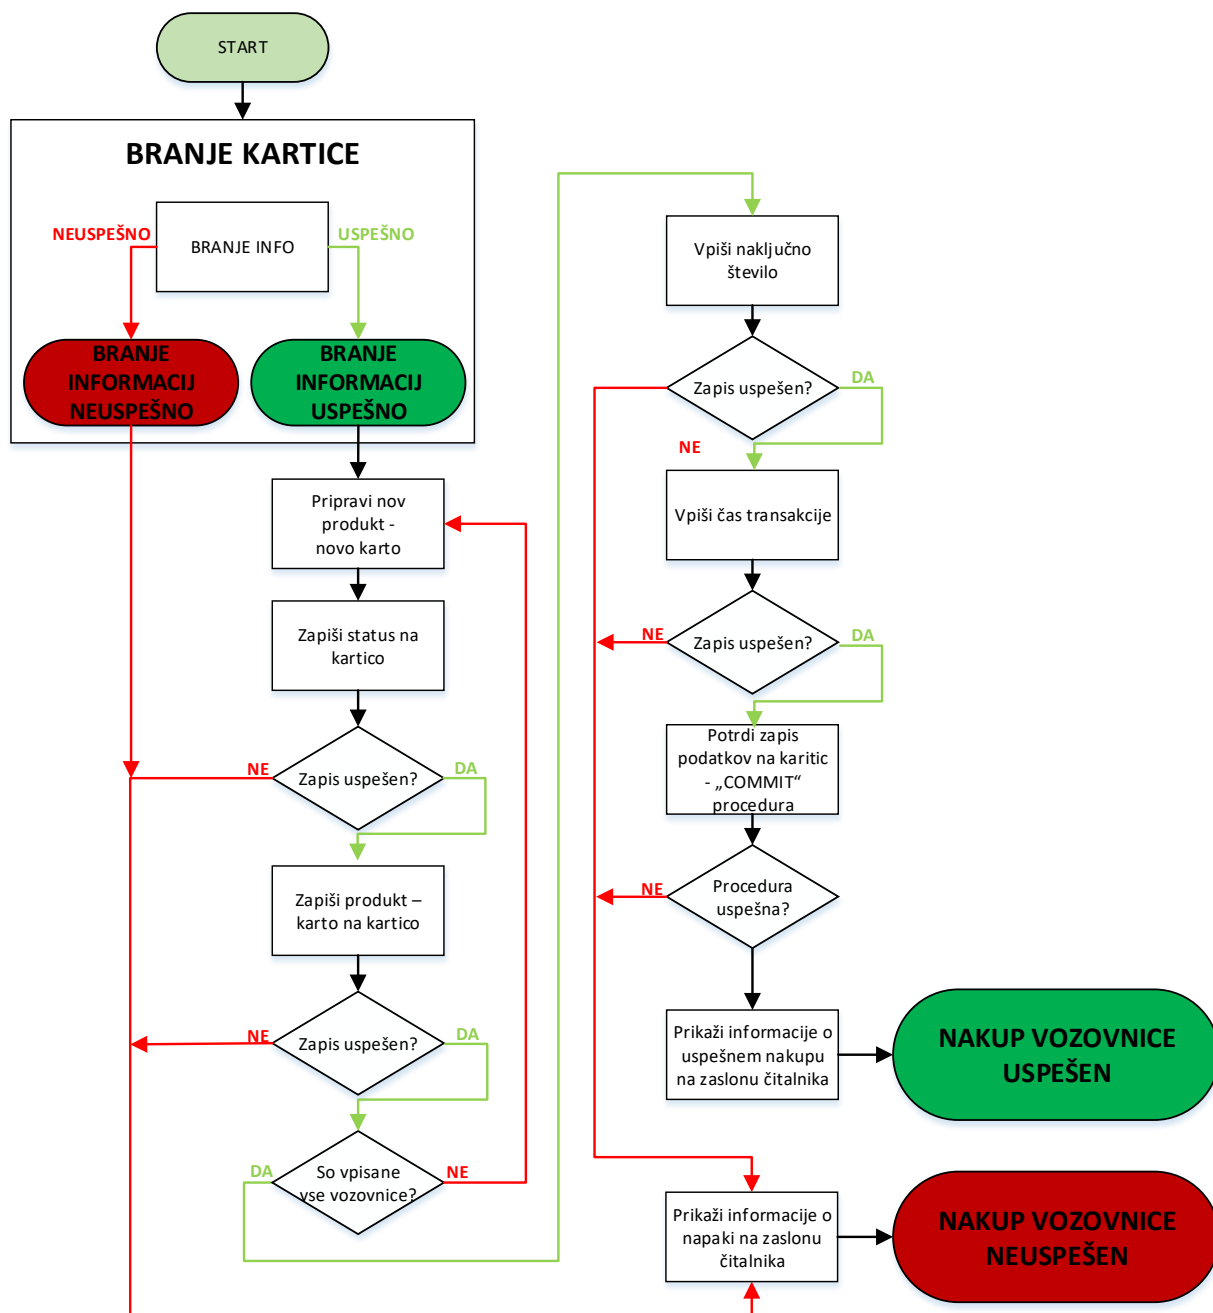 START
BRANJE KARTICE
NEUSPEŠNO
USPEŠNO
BRANJE INFO
BRANJE
INFORMACIJ
NEUSPEŠNO
BRANJE
INFORMACIJ
USPEŠNO
Pripravi nov
produkt -
novo karto
Zapiši status na
kartico
NE
Zapis uspešen?
DA
Zapiši produkt –
karto na kartico
NE
Zapis uspešen?
DA
DA
So vpisane
vse vozovnice?
NE
Vpiši naključno
število
Zapis uspešen?
DA
NE
Vpiši čas transakcije
NE
Zapis uspešen?
DA
Potrdi zapis
podatkov na karitic
- „COMMIT“
procedura
NE
Procedura
uspešna?
Prikaži informacije o
uspešnem nakupu
na zaslonu čitalnika
NAKUP VOZOVNICE
USPEŠEN
Prikaži informacije o
napaki na zaslonu
čitalnika
NAKUP VOZOVNICE
NEUSPEŠEN